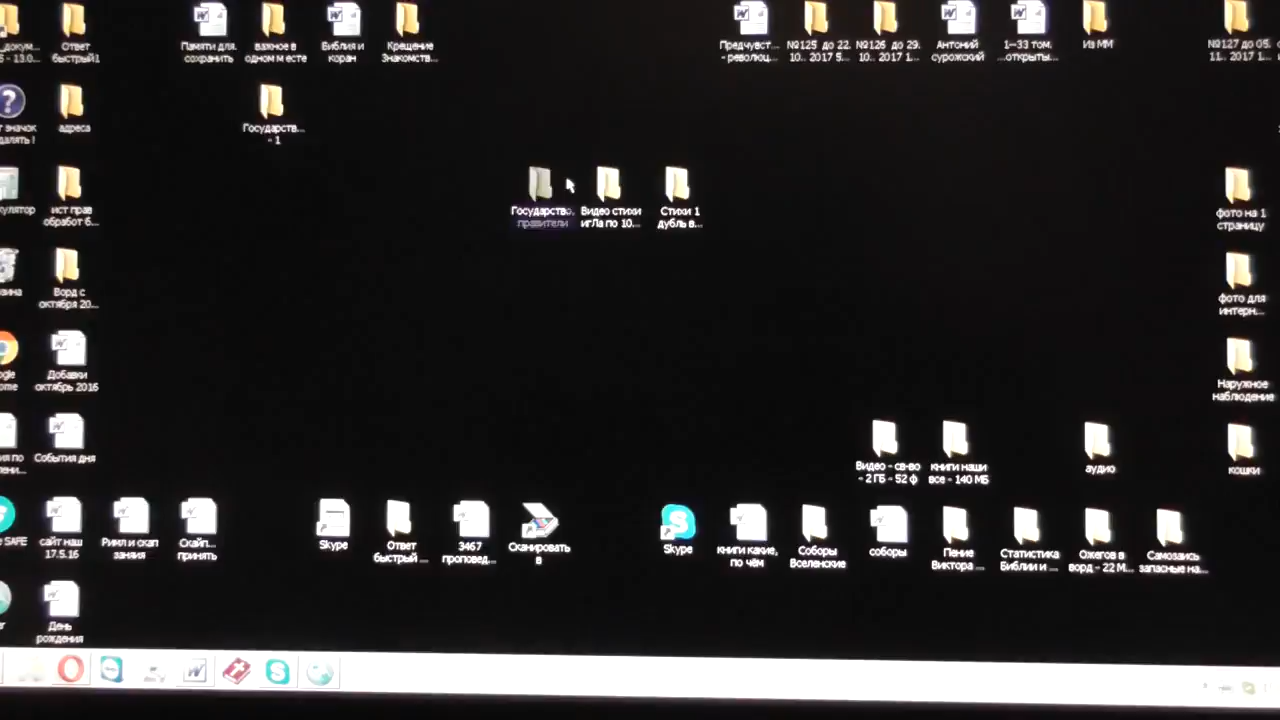 Ответ
быстрый1
Памяти для.
сохранить
важное в
одном месте
Библия и
коран
Крещение
Знакомств...
Предчувст...
- революц...
№125 до 22.
10.. 2017 5...
№126 до 29.
10.. 2017 1...
Антоний
сурожский
1-33 том.
...открыты...
Из ММ
№127 до 05.
11.. 2017 1...
значок
далять !
адреса
Государств...
- 1
ист прав
обработ б...
Государство,
правители
Видео стихи
игЛа по 10...
Стихи 1
дубль в...
фото на 1
страницу
Ворд с
октября 20...
фото для
интерн...
Добавки
октябрь 2016
Наружное
наблюдение
События дня
Видео - св-во
- 2 ГБ - 52 ф
книги наши
все - 140 МБ
аудио
кошки
SAFE
сайт наш
17.5.16
Скайп...
принять
Skype
Ответ
быстрый ...
3467
проповед...
Сканировать
в
Skype
книги какие,
по чём
Соборы
Вселенские
соборы
Пение
Виктора ...
Статистика
Библии и ...
Ожегов в
ворд - 22 М...
Самозапись
запасные на...
День
рождения